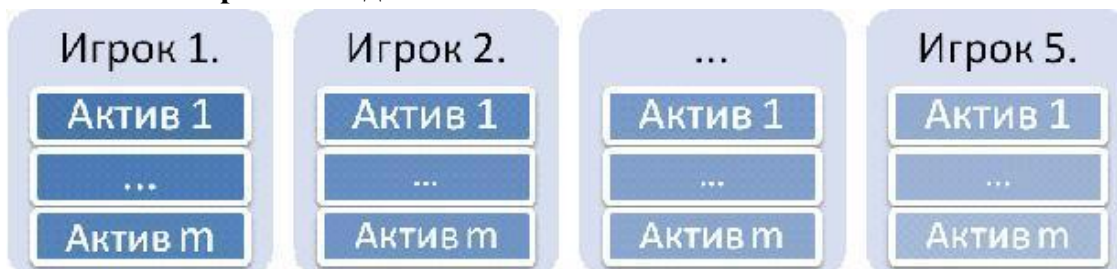 Игрок 1.
Актив 1
...
Актив m
Игрок 2.
Актив 1
...
Актив m
...
Актив 1
...
Актив m
Игрок 5.
Актив 1
...
Актив m